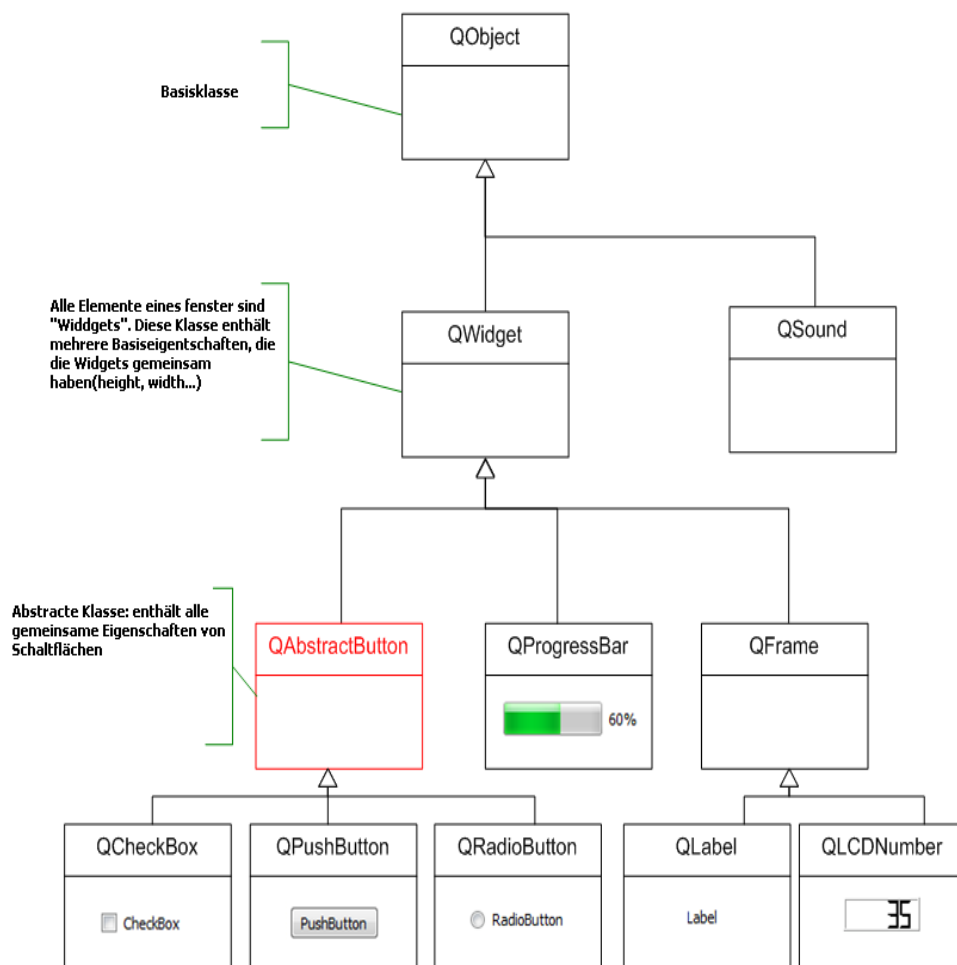 QObject
Basisklasse
Alle Elemente eines fenster sind
"Widdgets". Diese Klasse enthält
mehrere Basiseigentschaften, die
die Widgets gemeinsam
haben(height, width...)
QWidget
QSound
Abstracte Klasse: enthält alle
gemeinsame Eigenschaften von
Schaltflächen
QAbstractButton
QProgressBar
QFrame
60%
QCheckBox
QPushButton
QRadioButton
QLabel
QLCDNumber
CheckBox
PushButton
RadioButton
Label
35